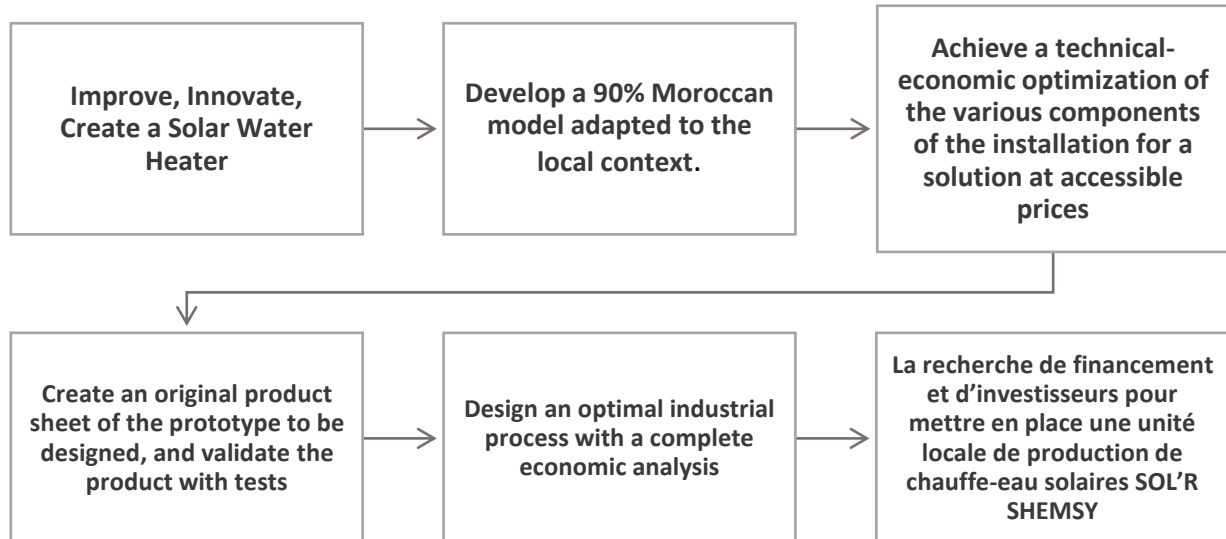 Improve, Innovate,
Create a Solar Water
Heater
Develop a 90% Moroccan
model adapted to the
local context.
Achieve a technical-
economic optimization of
the various components
of the installation for a
solution at accessible
prices
Create an original product
sheet of the prototype to be
designed, and validate the
product with tests
Design an optimal industrial
process with a complete
economic analysis
La recherche de financement
et d’investisseurs pour
mettre en place une unité
locale de production de
chauffe-eau solaires SOL’R
SHEMSY